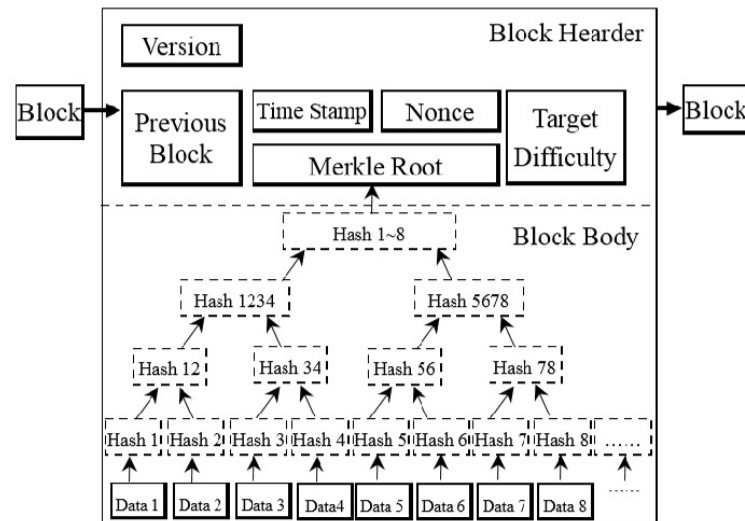 Version
Block Hearder
Block
Previous
Block
Time Stamp
Nonce
Target
Difficulty
Block
Merkle Root
Hash 1~8
Block Body
Hash 1234
Hash 5678
Hash 12
Hash 34
Hash 56
Hash 78
Hash 1
Hash 2
Hash 3
Hash 4
Hash 5
Hash 6
Hash 7
Hash 8
......
Data 1
Data 2
Data 3
Data4
Data 5
Data 6
Data 7
Data 8
......